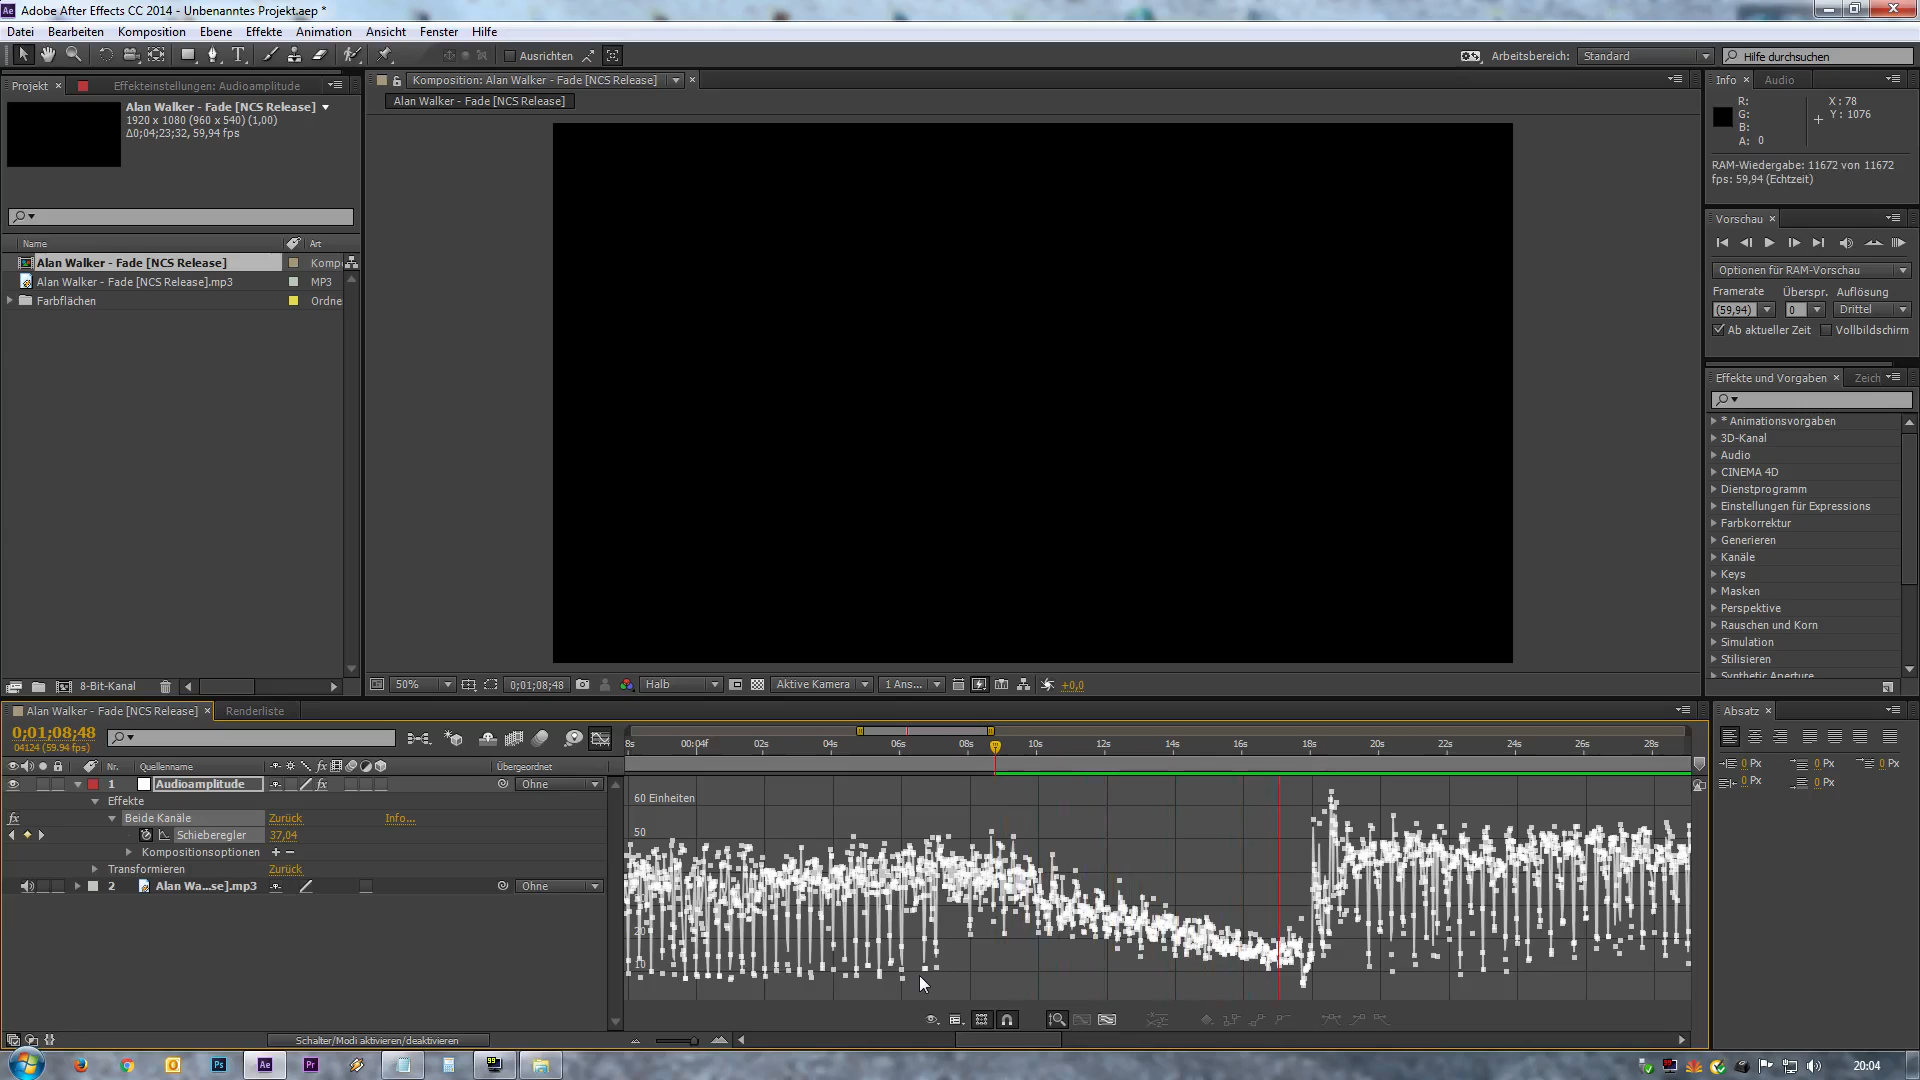 Adobe After Effects CC 2014 - Unbenanntes Projekt.aep *
Datei Bearbeiten Komposition Ebene Effekte Animation Ansicht Fenster Hilfe
Ausrichten
Arbeitsbereich: Standard
Hilfe durchsuchen
Projekt
Effekteinstellungen: Audioamplitude
Alan Walker - Fade [NCS Release]
1920 x 1080 (960 x 540) (1,00)
Δ0;04;23;32, 59,94 fps
Name Art
Alan Walker - Fade [NCS Release] Komp
Alan Walker - Fade [NCS Release].mp3 MP3
Farbflächen Ordne
8-Bit-Kanal
Komposition: Alan Walker - Fade [NCS Release]
Alan Walker - Fade [NCS Release]
50%
0;01;08;48
Halb
Aktive Kamera
1 Ans...
+0,0
Info Audio
R:
G:
B:
A: 0
X : 78
Y : 1076
RAM-Wiedergabe: 11672 von 11672
fps: 59,94 (Echtzeit)
Vorschau
Optionen für RAM-Vorschau
Framerate Überspr. Auflösung
(59,94) 0 Drittel
Ab aktueller Zeit Vollbildschirm
Effekte und Vorgaben Zeich
* Animationsvorgaben
3D-Kanal
Audio
CINEMA 4D
Dienstprogramm
Einstellungen für Expressions
Farbkorrektur
Generieren
Kanäle
Keys
Masken
Perspektive
Rauschen und Korn
Simulation
Stilisieren
Synthetic Aperture
Alan Walker - Fade [NCS Release]
Renderliste
0;01;08;48
04124 (59.94 fps)
Nr. Quellenname Übergeordnet
1 Audioamplitude Ohne
Effekte
Beide Kanäle Zurück Info...
Schieberegler 37,04
Kompositionsoptionen + −
Transformieren Zurück
2 Alan Wa...se].mp3 Ohne
Schalter/Modi aktivieren/deaktivieren
8s 00:04f 02s 04s 06s 08s 10s 12s 14s 16s 18s 20s 22s 24s 26s 28s
60 Einheiten
50
20
10
Absatz
0 Px 0 Px 0 Px
0 Px 0 Px
20:04